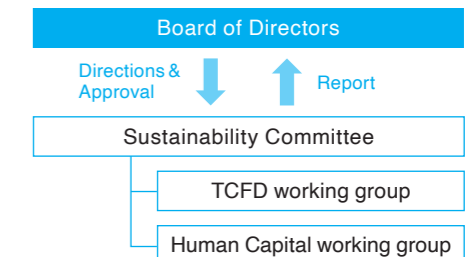 Board of Directors
Directions &
Approval
Report
Sustainability Committee
TCFD working group
Human Capital working group